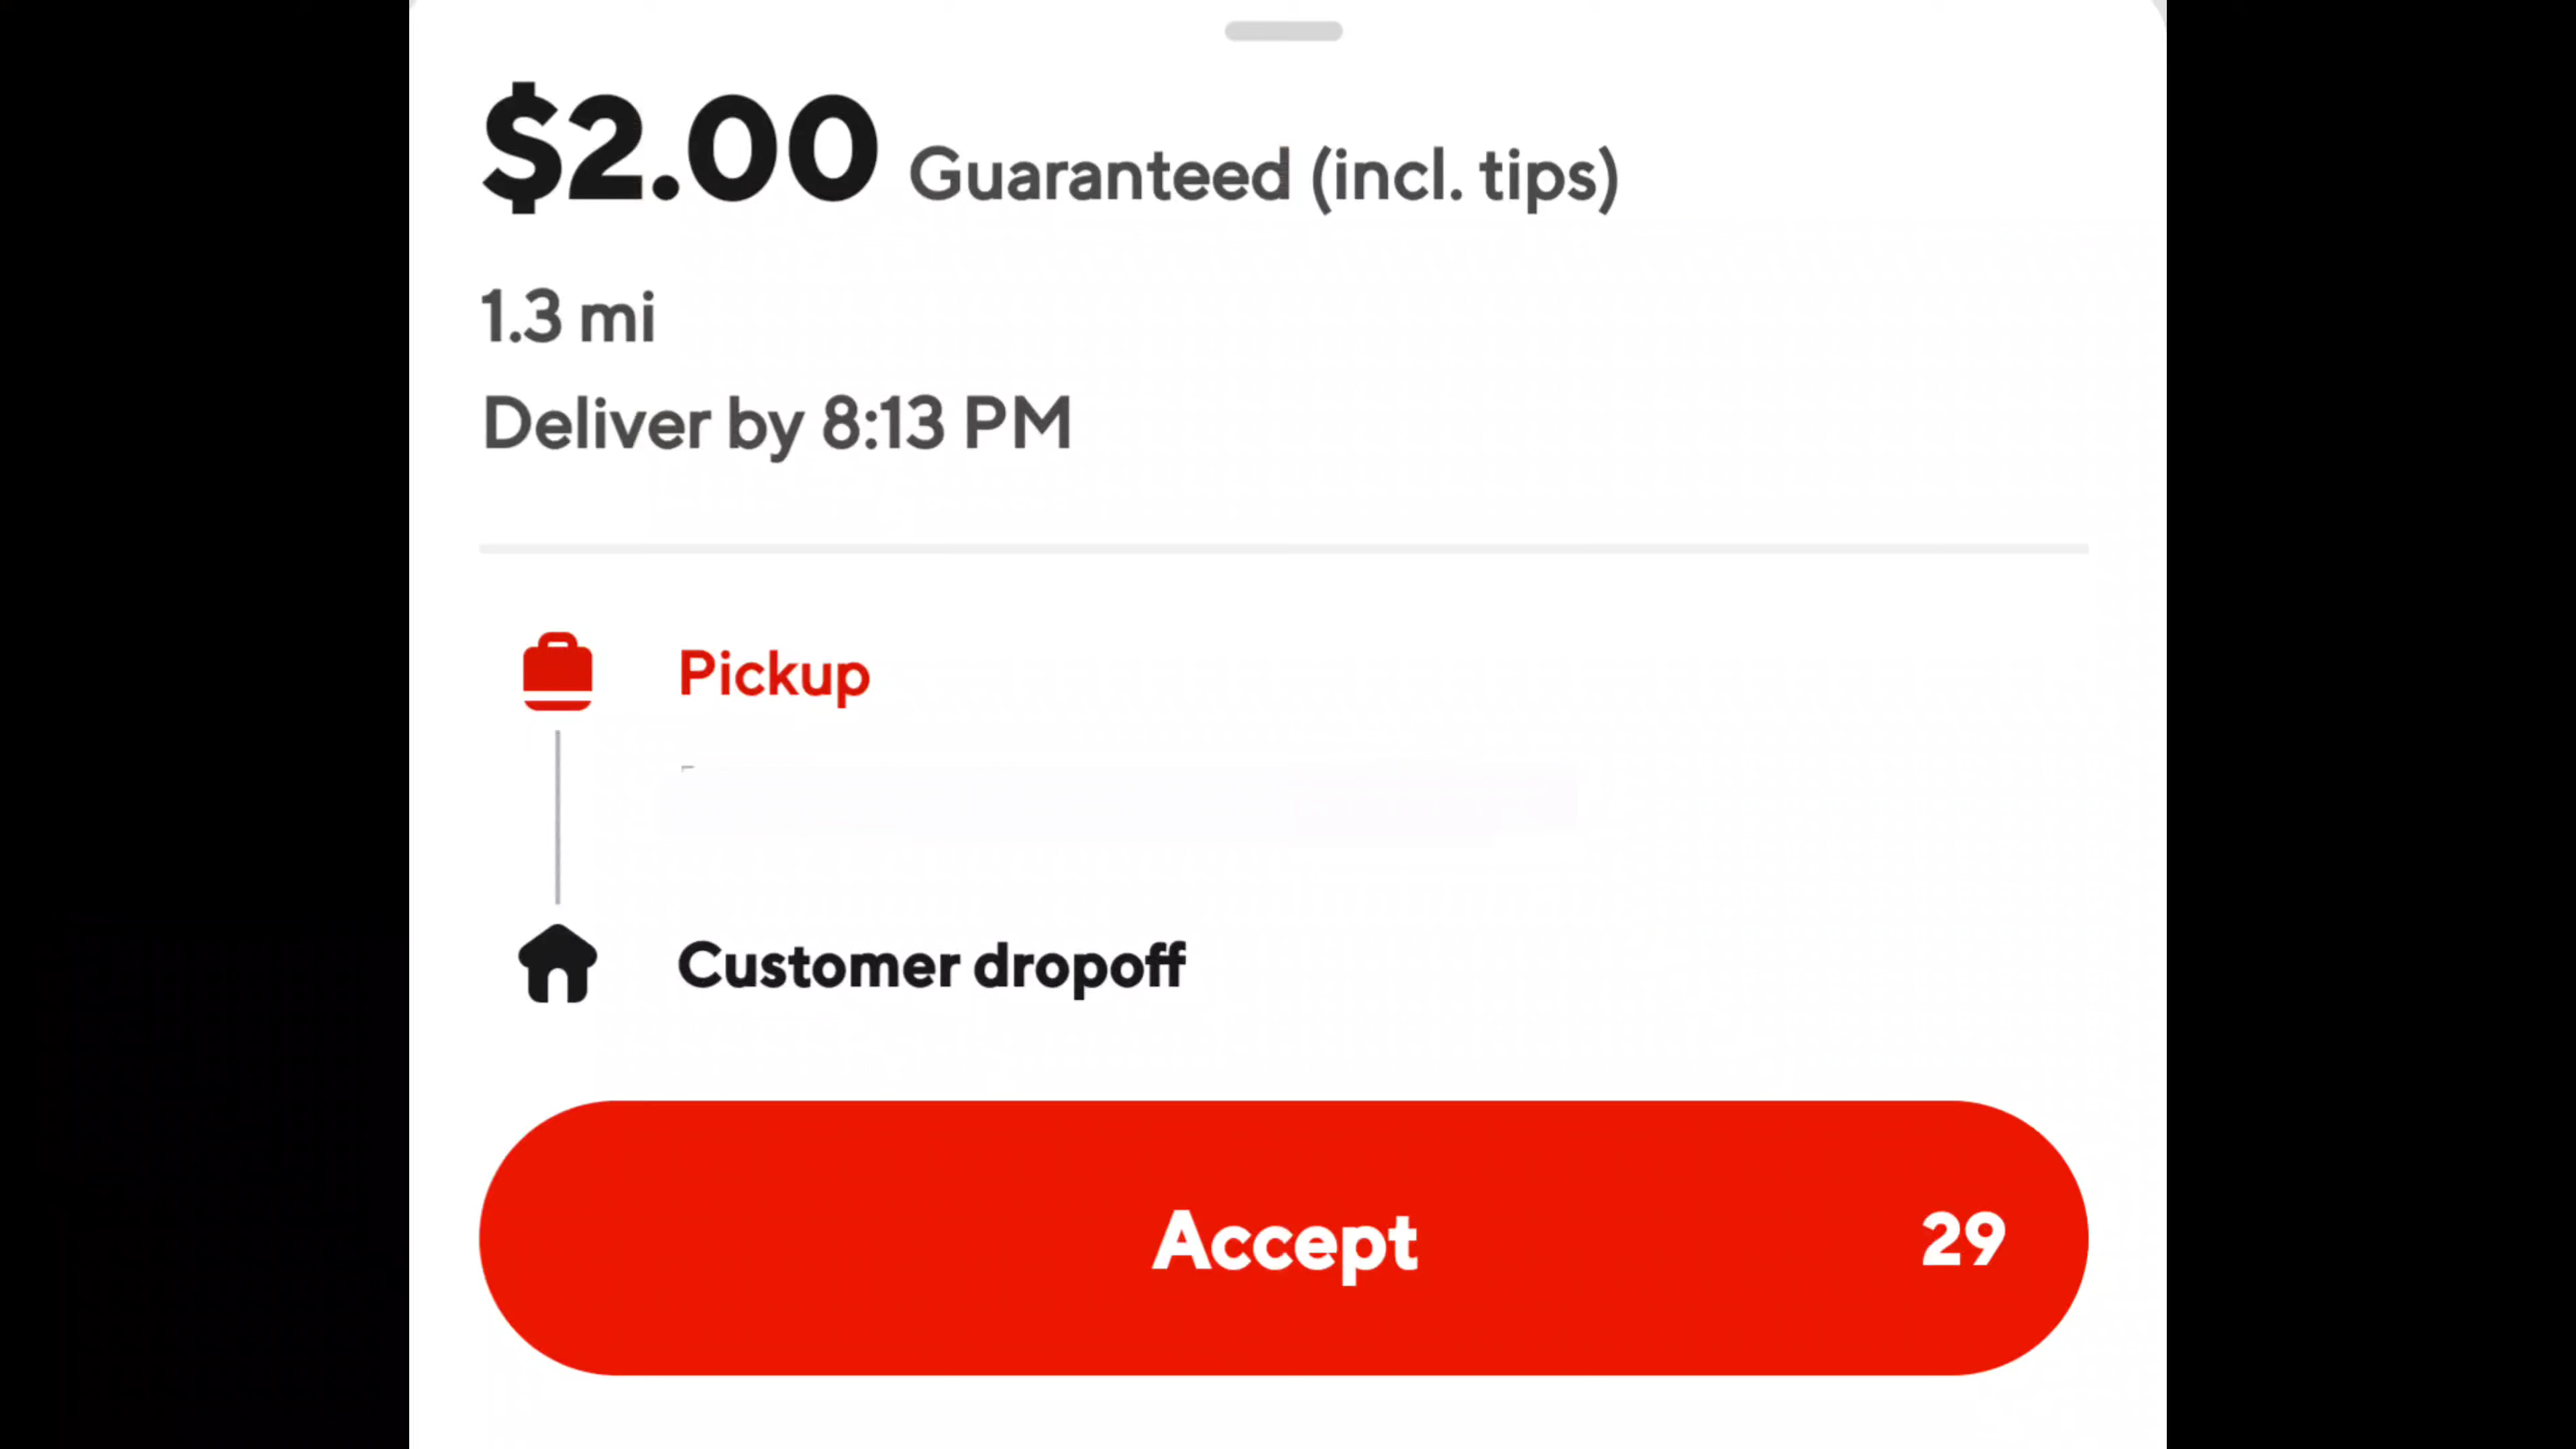 $2.00 Guaranteed (incl. tips)
1.3 mi
Deliver by 8:13 PM
Pickup
Customer dropoff
Accept 29